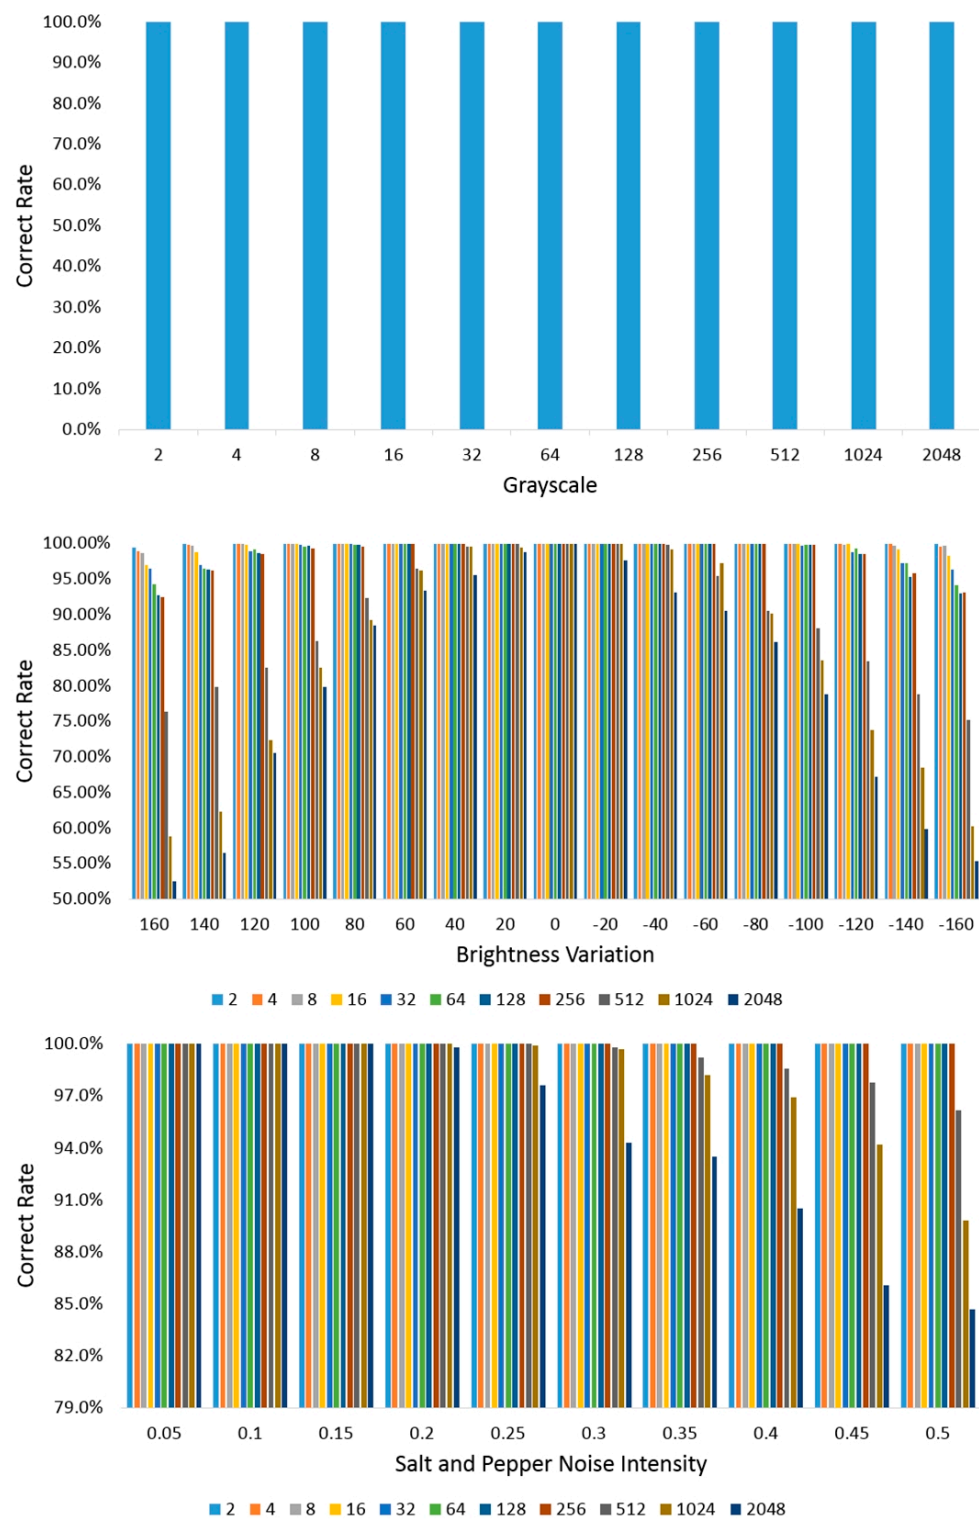 100.0%
90.0%
80.0%
70.0%
60.0%
50.0%
40.0%
30.0%
20.0%
10.0%
0.0%
Correct Rate
2 4 8 16 32 64 128 256 512 1024 2048
Grayscale
100.00%
95.00%
90.00%
85.00%
80.00%
75.00%
70.00%
65.00%
60.00%
55.00%
50.00%
Correct Rate
160 140 120 100 80 60 40 20 0 -20 -40 -60 -80 -100 -120 -140 -160
Brightness Variation
2 4 8 16 32 64 128 256 512 1024 2048
100.0%
97.0%
94.0%
91.0%
88.0%
85.0%
82.0%
79.0%
Correct Rate
0.05 0.1 0.15 0.2 0.25 0.3 0.35 0.4 0.45 0.5
Salt and Pepper Noise Intensity
2 4 8 16 32 64 128 256 512 1024 2048